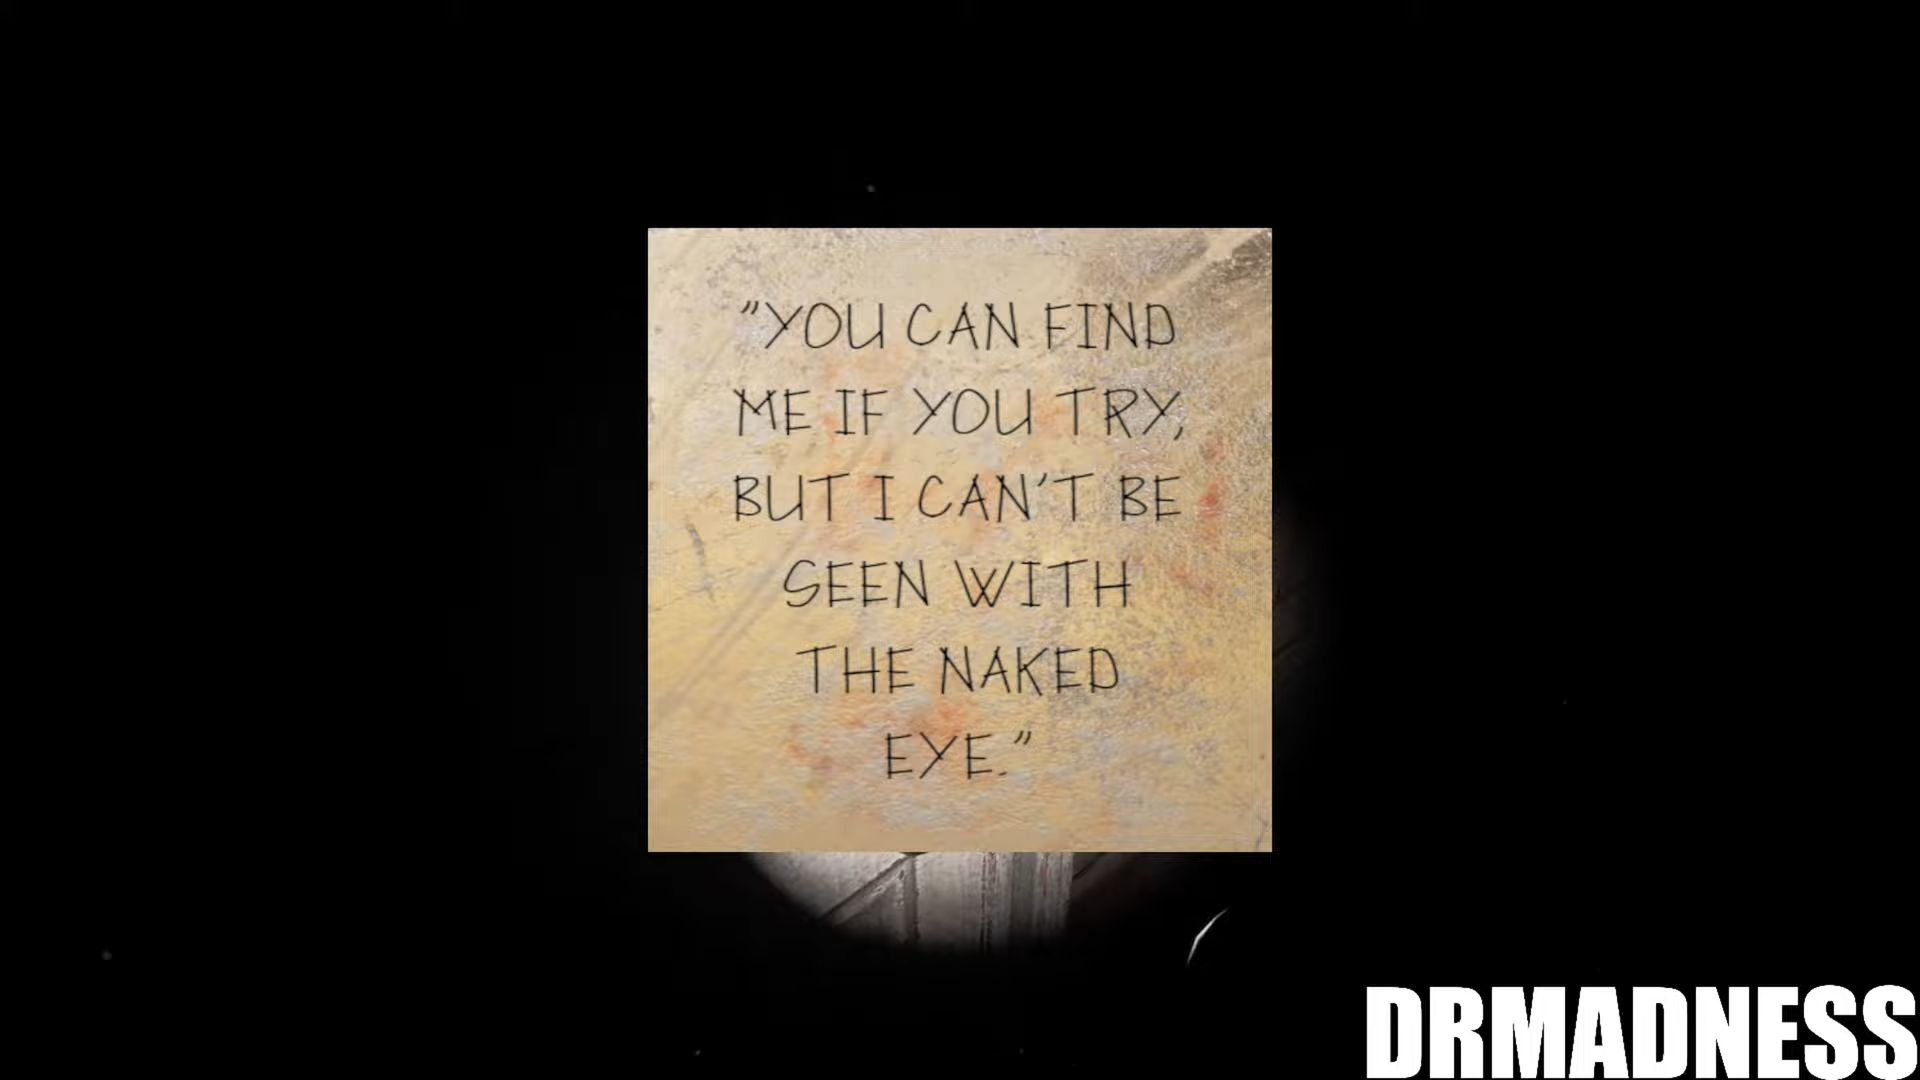 "YOU CAN FIND
ME IF YOU TRY,
BUT I CAN'T BE
SEEN WITH
THE NAKED
EYE."
DRMADNESS